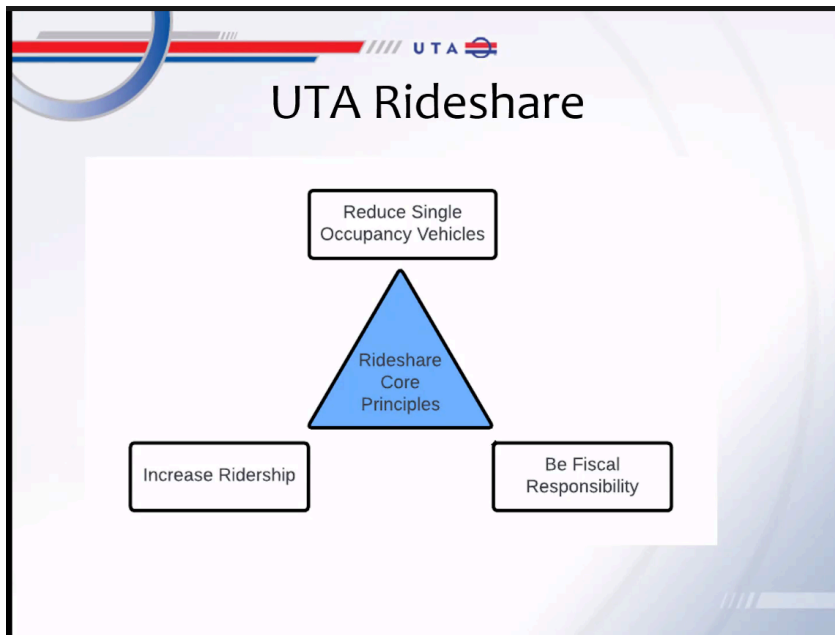 UTA
UTA Rideshare
Reduce Single
Occupancy Vehicles
Rideshare
Core
Principles
Increase Ridership
Be Fiscal
Responsibility